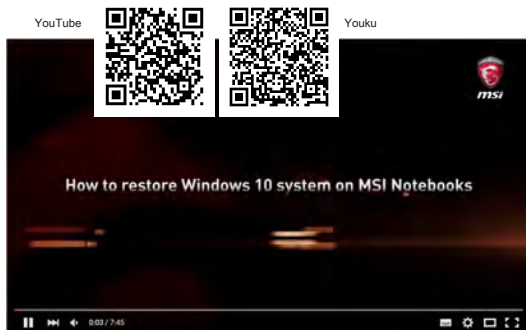 YouTube
Youku
msi
How to restore Windows 10 system on MSI Notebooks
0:03 / 7:45